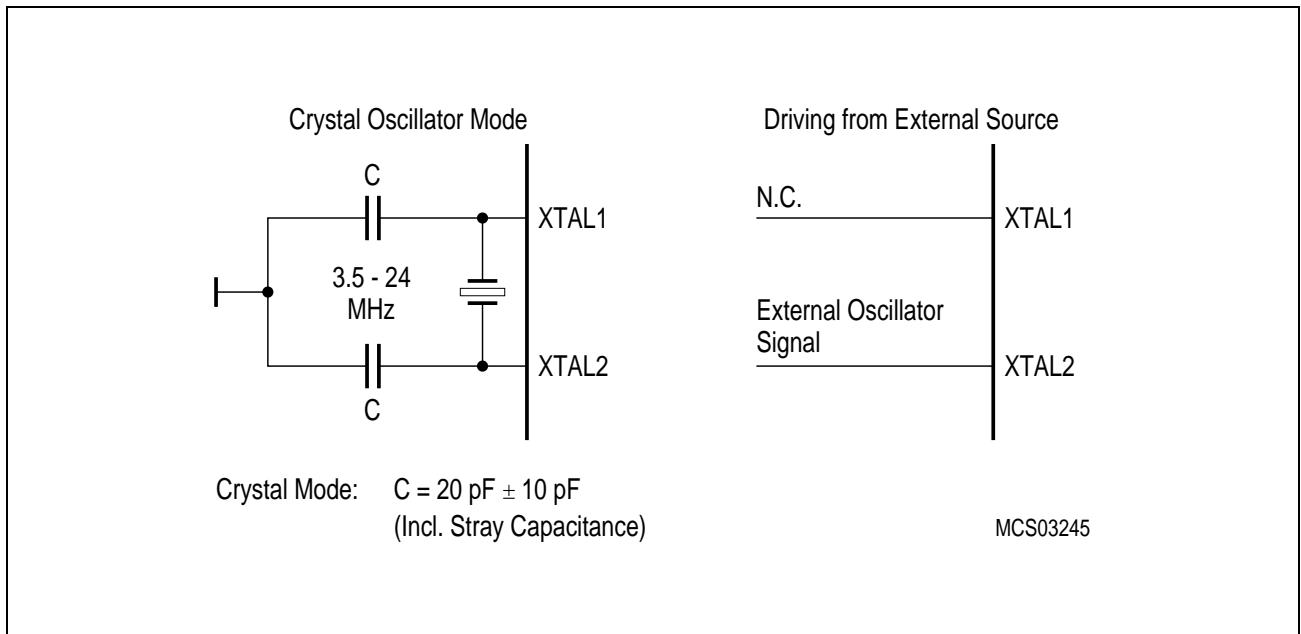 Crystal Oscillator Mode
C
XTAL1
3.5 - 24
MHz
XTAL2
C
Crystal Mode: C = 20 pF ± 10 pF
(Incl. Stray Capacitance)
Driving from External Source
N.C.
XTAL1
External Oscillator
Signal
XTAL2
MCS03245